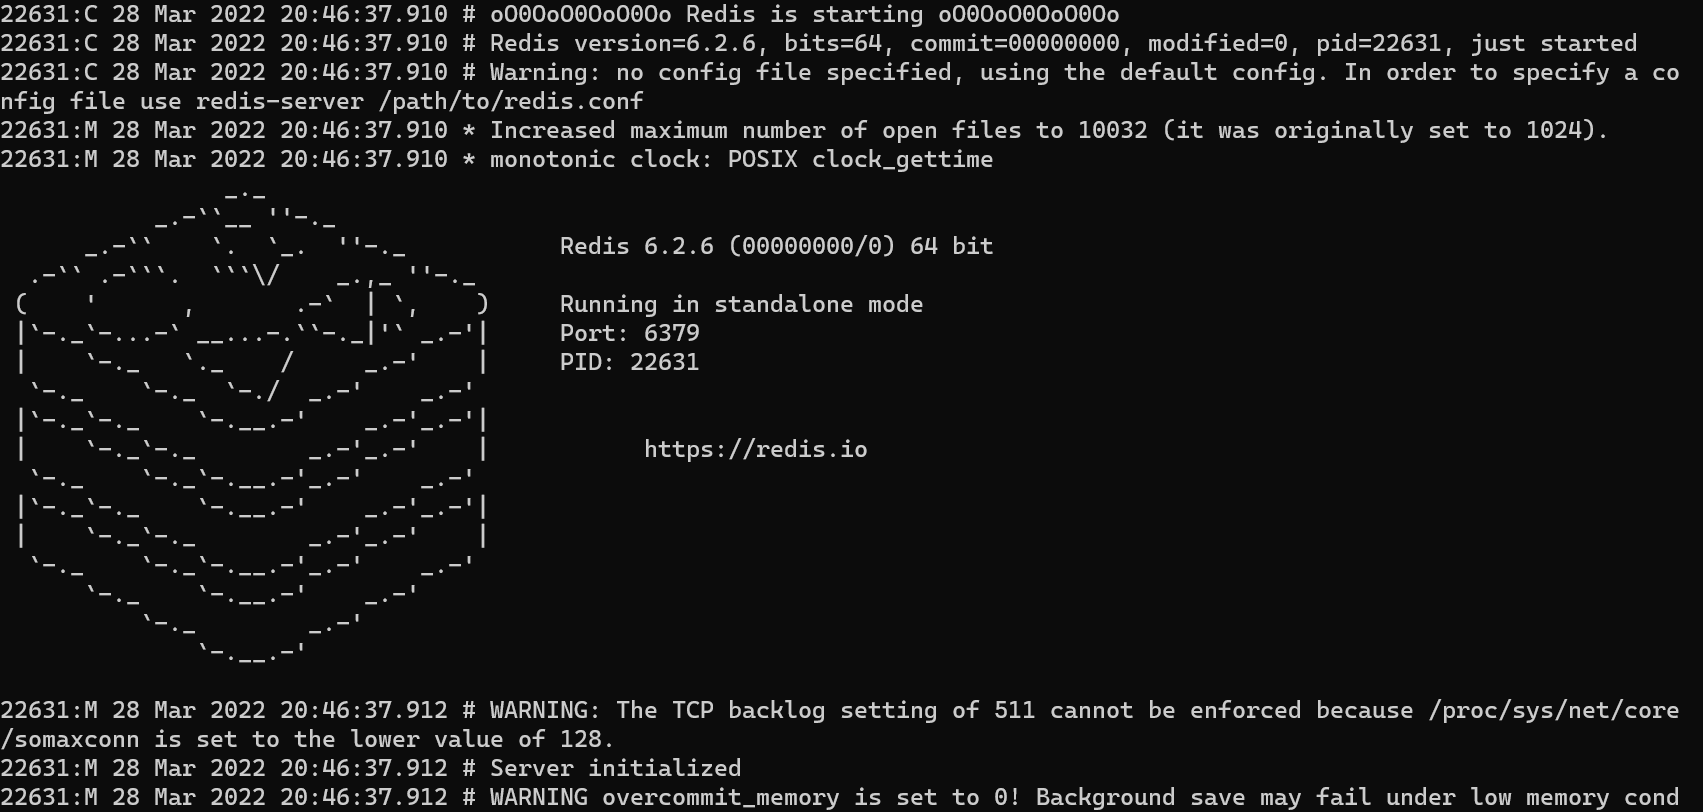 22631:C 28 Mar 2022 20:46:37.910 # oO0OoO0OoO0Oo Redis is starting oO0OoO0OoO0Oo
22631:C 28 Mar 2022 20:46:37.910 # Redis version=6.2.6, bits=64, commit=00000000, modified=0, pid=22631, just started
22631:C 28 Mar 2022 20:46:37.910 # Warning: no config file specified, using the default config. In order to specify a co
nfig file use redis-server /path/to/redis.conf
22631:M 28 Mar 2022 20:46:37.910 * Increased maximum number of open files to 10032 (it was originally set to 1024).
22631:M 28 Mar 2022 20:46:37.910 * monotonic clock: POSIX clock_gettime
Redis 6.2.6 (00000000/0) 64 bit
Running in standalone mode
Port: 6379
PID: 22631
https://redis.io
22631:M 28 Mar 2022 20:46:37.912 # WARNING: The TCP backlog setting of 511 cannot be enforced because /proc/sys/net/core
/somaxconn is set to the lower value of 128.
22631:M 28 Mar 2022 20:46:37.912 # Server initialized
22631:M 28 Mar 2022 20:46:37.912 # WARNING overcommit_memory is set to 0! Background save may fail under low memory cond